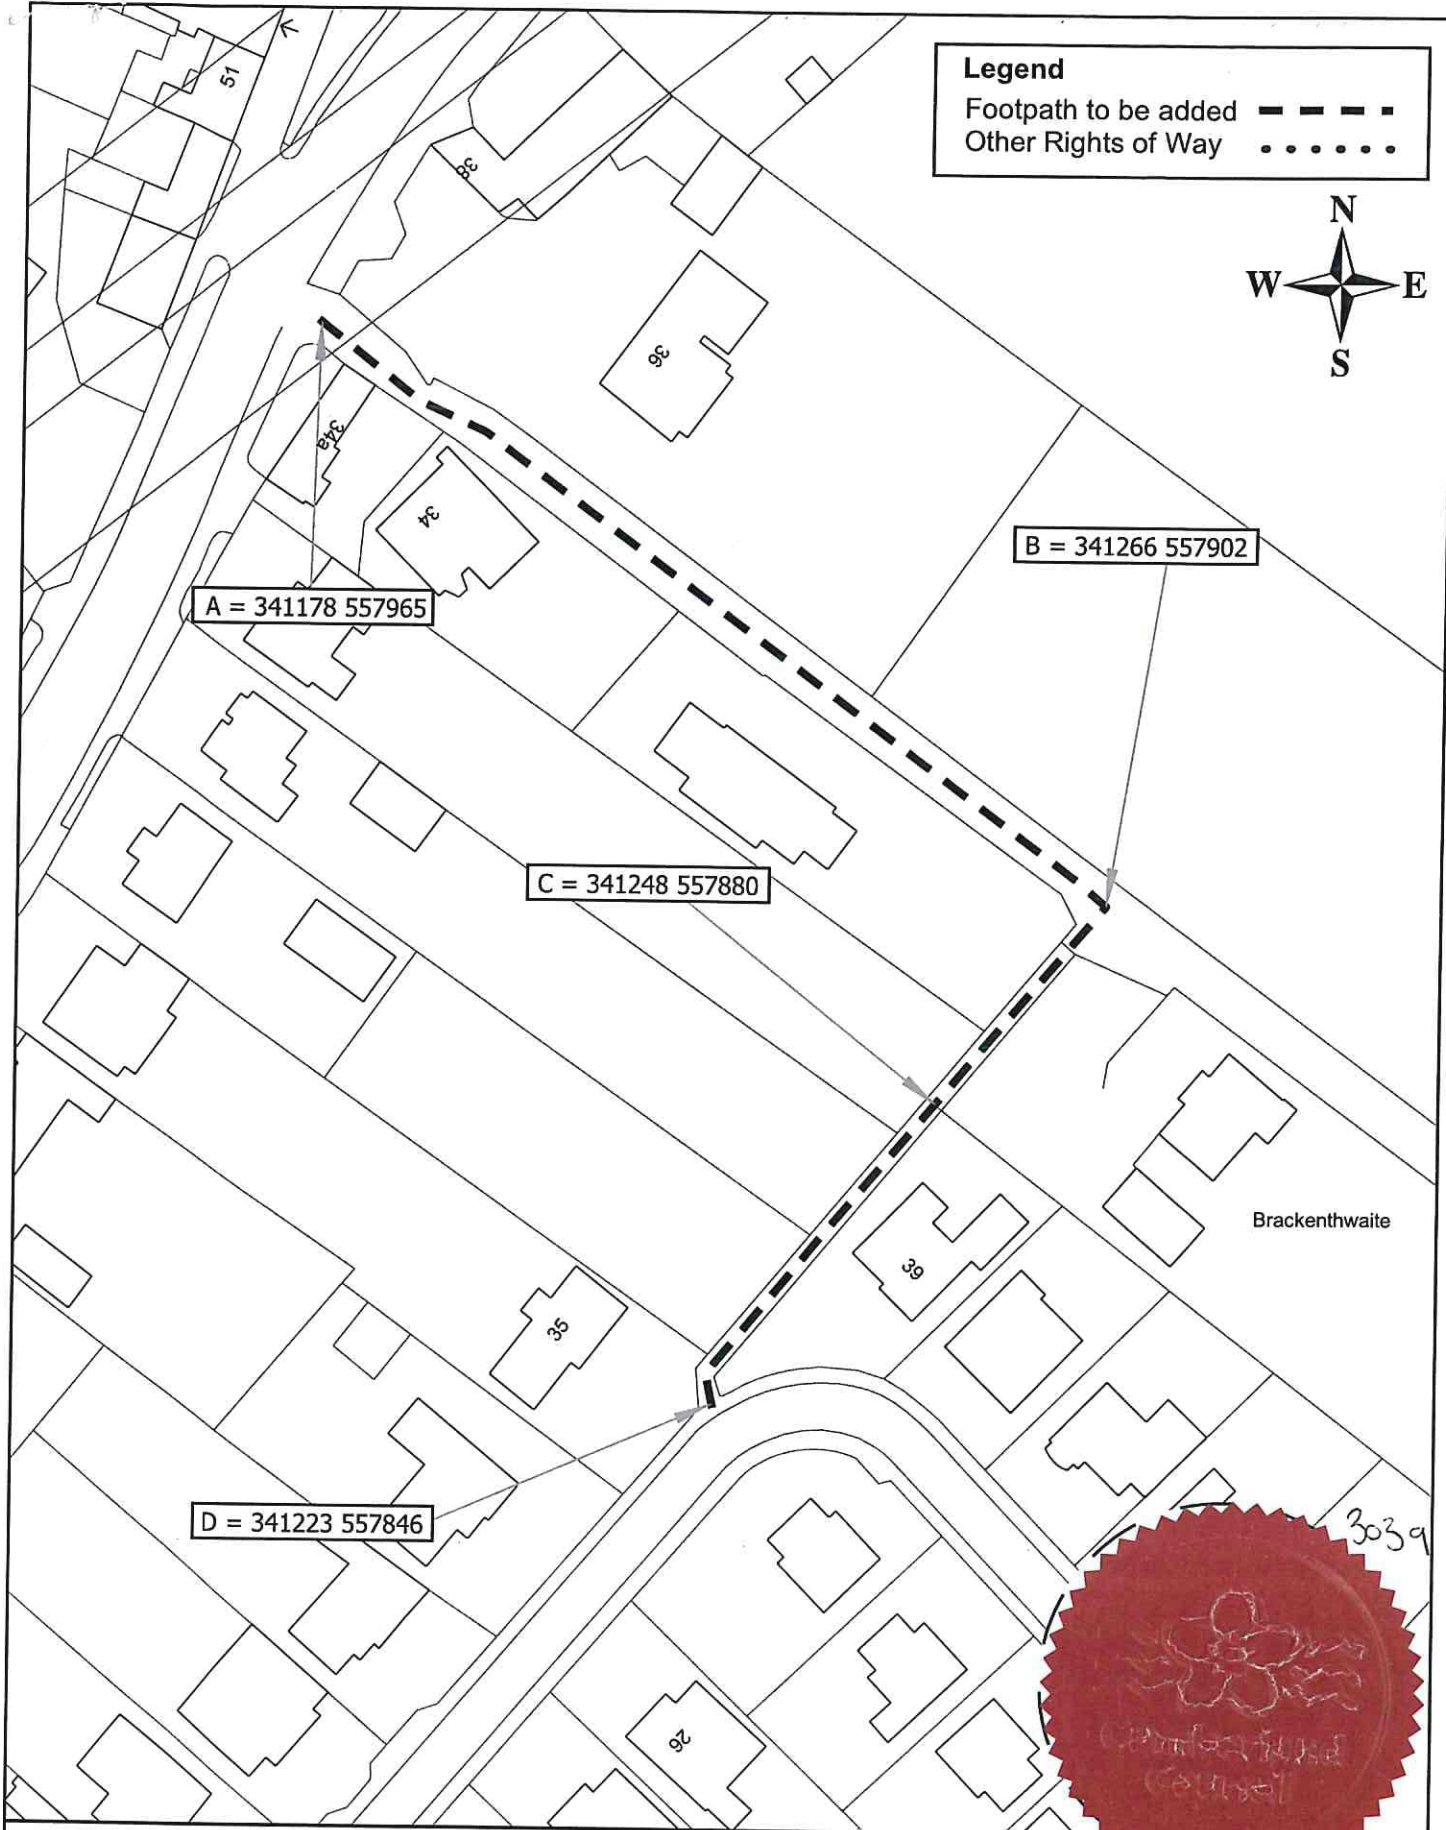 51
38
Legend
Footpath to be added
Other Rights of Way
N
W E
S
36
34a
34
B = 341266 557902
A = 341178 557965
C = 341248 557880
Brackenthwaite
39
35
D = 341223 557846
3039
26
Council